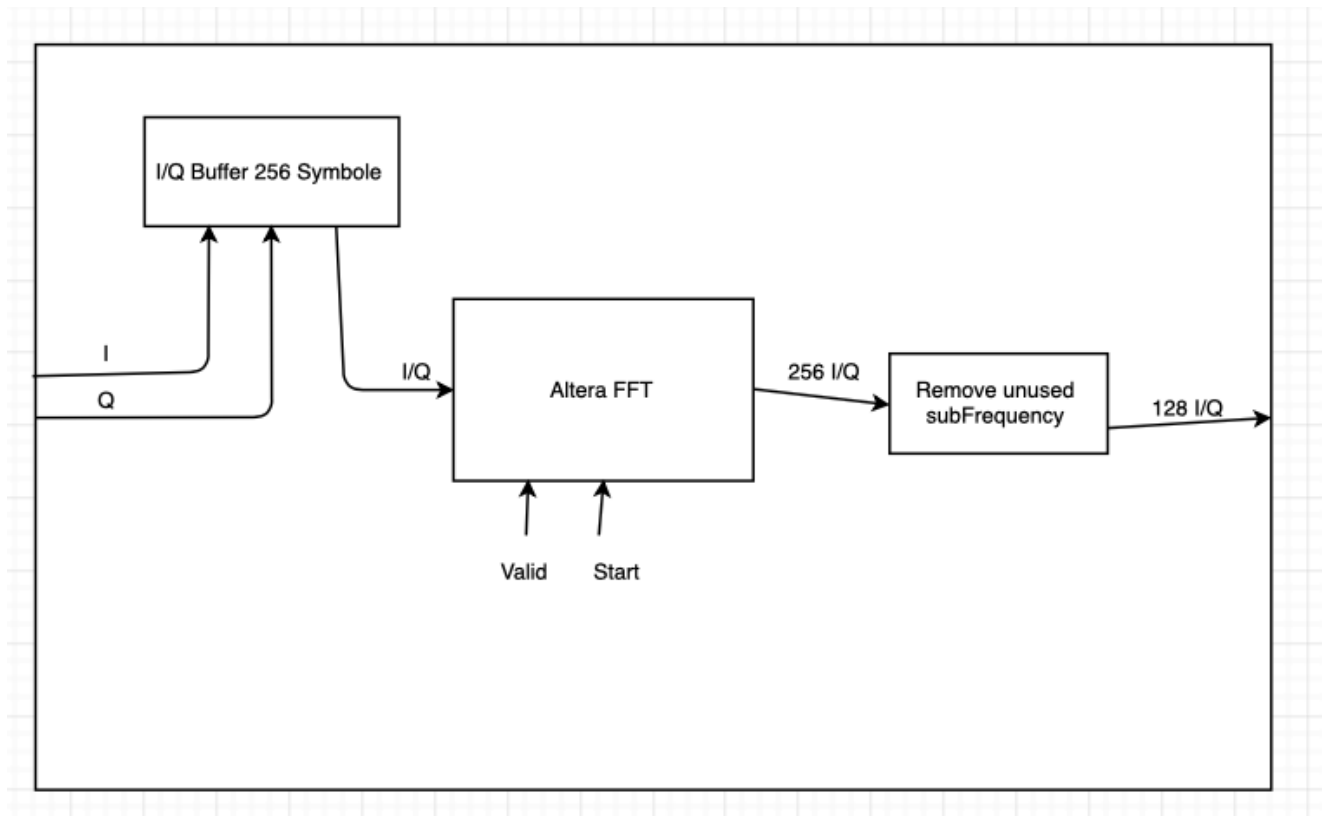 I/Q Buffer 256 Symbole
I
Q
I/Q
Altera FFT
256 I/Q
Remove unused
subFrequency
128 I/Q
Valid
Start